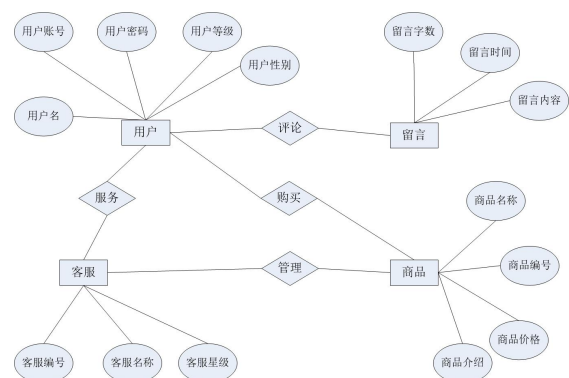 用户账号
用户密码
用户等级
用户性别
用户名
留言字数
留言时间
留言内容
用户
评论
留言
服务
购买
商品名称
客服
管理
商品
商品编号
商品价格
客服编号
客服名称
客服星级
商品介绍